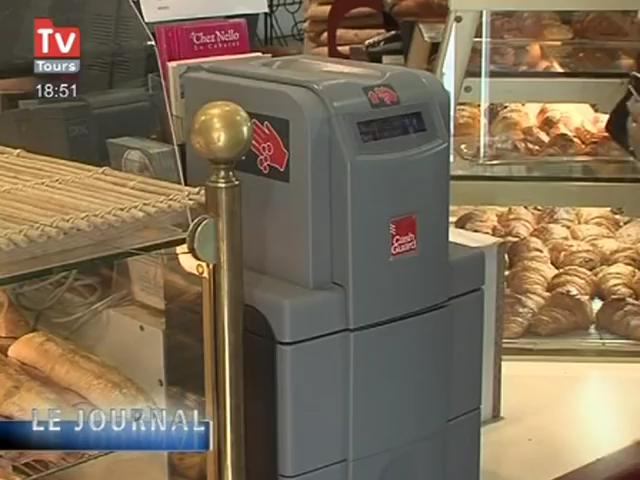 Tv
Tours
18:51
Chez Nello
Le Cabaret
Cash
Guard
LE JOURNAL